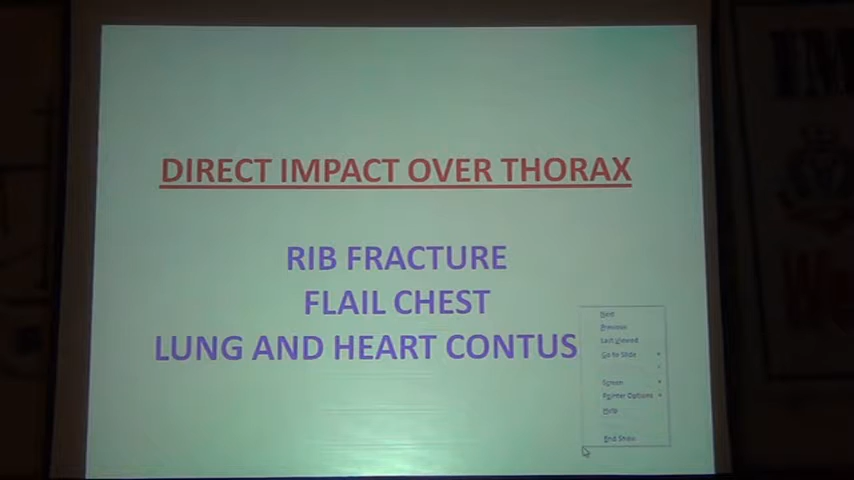 DIRECT IMPACT OVER THORAX
RIB FRACTURE
FLAIL CHEST
LUNG AND HEART CONTUS
Next
Previous
Last Viewed
Go to Slide
Screen
Pointer Options
Help
End Show
IM